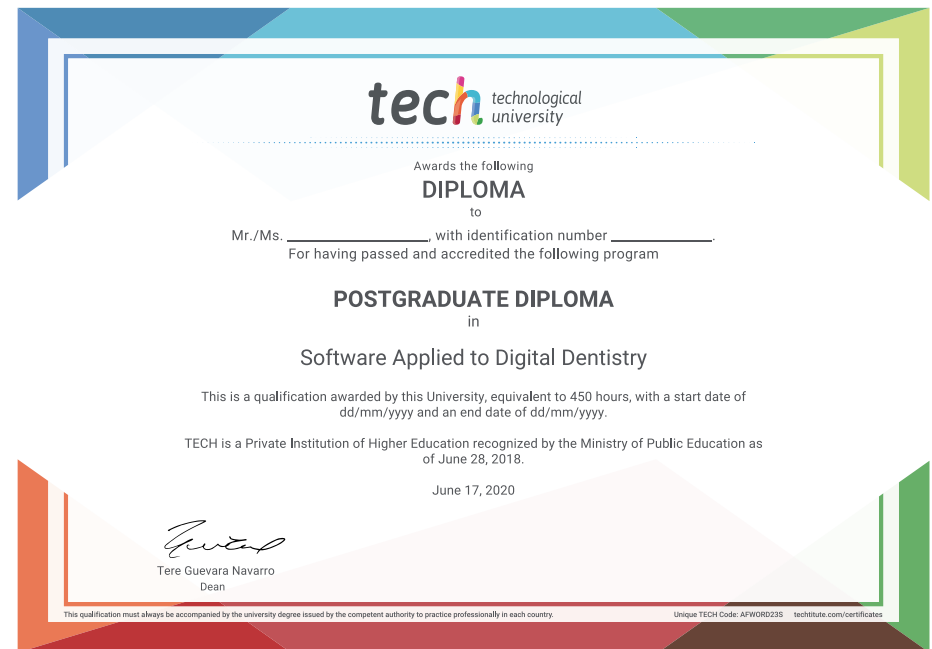 tech technological
university
Awards the following
DIPLOMA
to
Mr./Ms. ____________________, with identification number ______________.
For having passed and accredited the following program
POSTGRADUATE DIPLOMA
in
Software Applied to Digital Dentistry
This is a qualification awarded by this University, equivalent to 450 hours, with a start date of
dd/mm/yyyy and an end date of dd/mm/yyyy.
TECH is a Private Institution of Higher Education recognized by the Ministry of Public Education as
of June 28, 2018.
June 17, 2020
Tere Guevara Navarro
Dean
This qualification must always be accompanied by the university degree issued by the competent authority to practice professionally in each country. Unique TECH Code: AFWORD23S techtitute.com/certificates